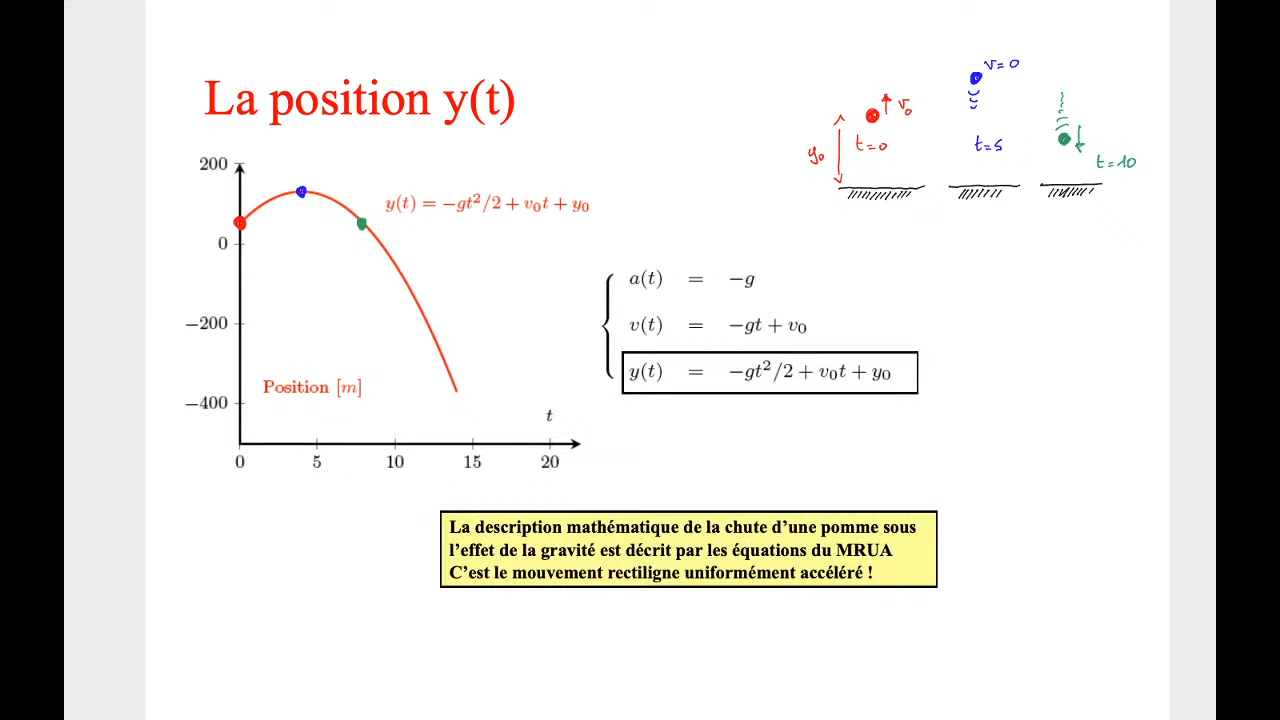 La position y(t)
v=0
v₀
y₀
t=0
t=5
t=10
200
0
−200
−400
y(t) = −gt²/2 + v₀t + y₀
Position [m]
t
0 5 10 15 20
a(t) = −g
v(t) = −gt + v₀
y(t) = −gt²/2 + v₀t + y₀
La description mathématique de la chute d’une pomme sous
l’effet de la gravité est décrit par les équations du MRUA
C’est le mouvement rectiligne uniformément accéléré !